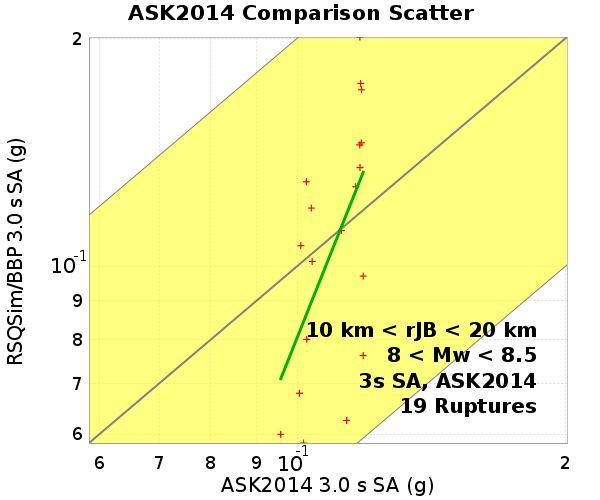 ASK2014 Comparison Scatter
RSQSim/BBP 3.0 s SA (g)
2
10-1
9
8
7
6
10 km < rJB < 20 km
8 < Mw < 8.5
3s SA, ASK2014
19 Ruptures
6 7 8 9 10-1 2
ASK2014 3.0 s SA (g)